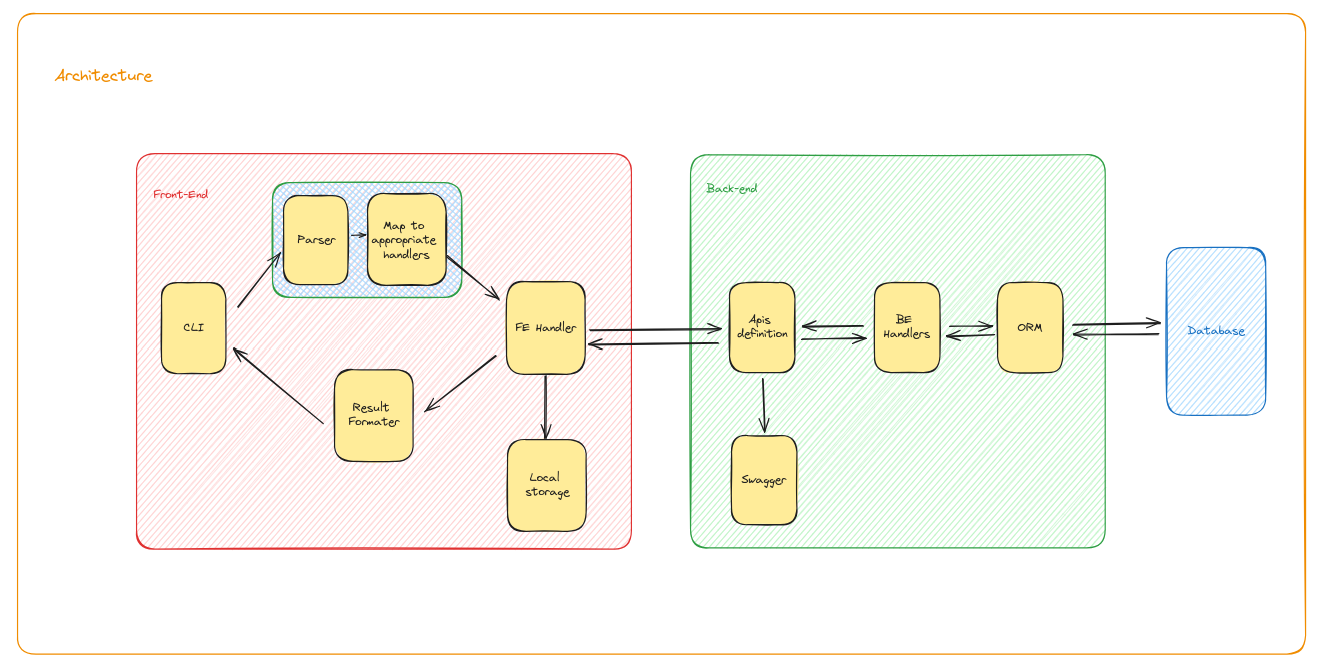 Architecture
Front-End
Parser
Map to
appropriate
handlers
CLI
FE Handler
Result
Formater
Local
storage
Back-end
Apis
definition
BE
Handlers
ORM
Swagger
Database